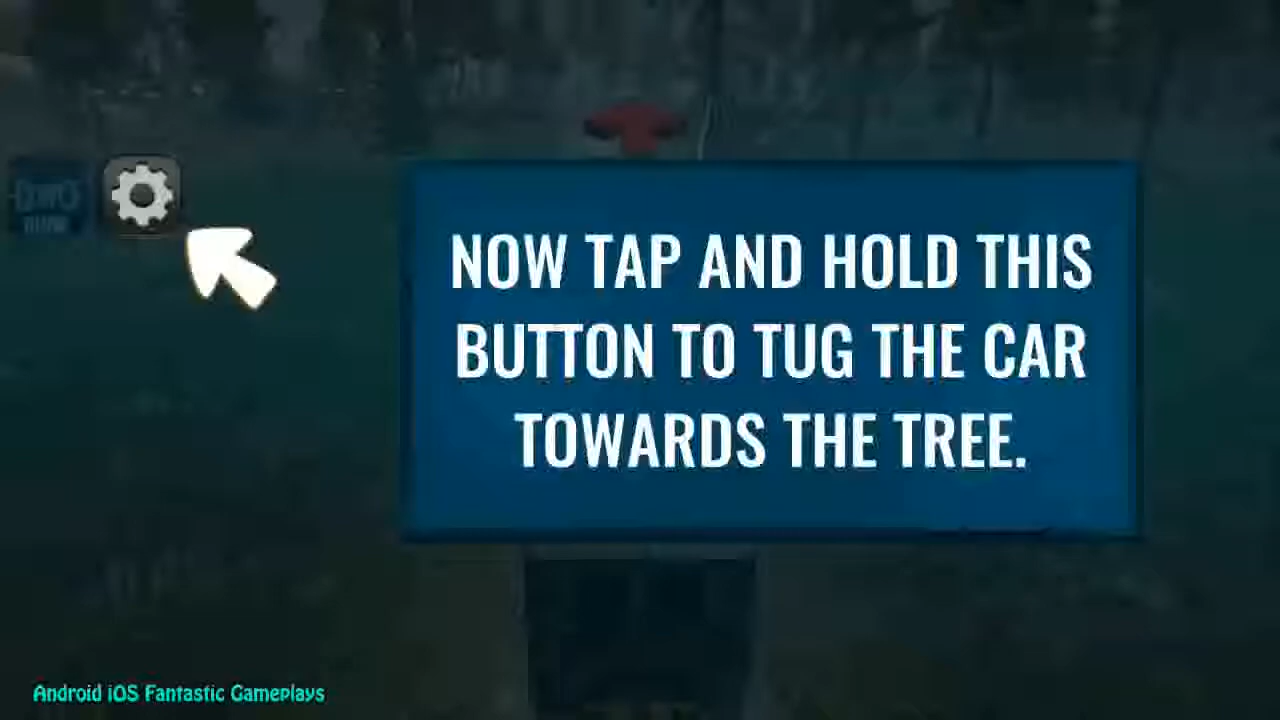 NOW TAP AND HOLD THIS
BUTTON TO TUG THE CAR
TOWARDS THE TREE.
Android iOS Fantastic Gameplays